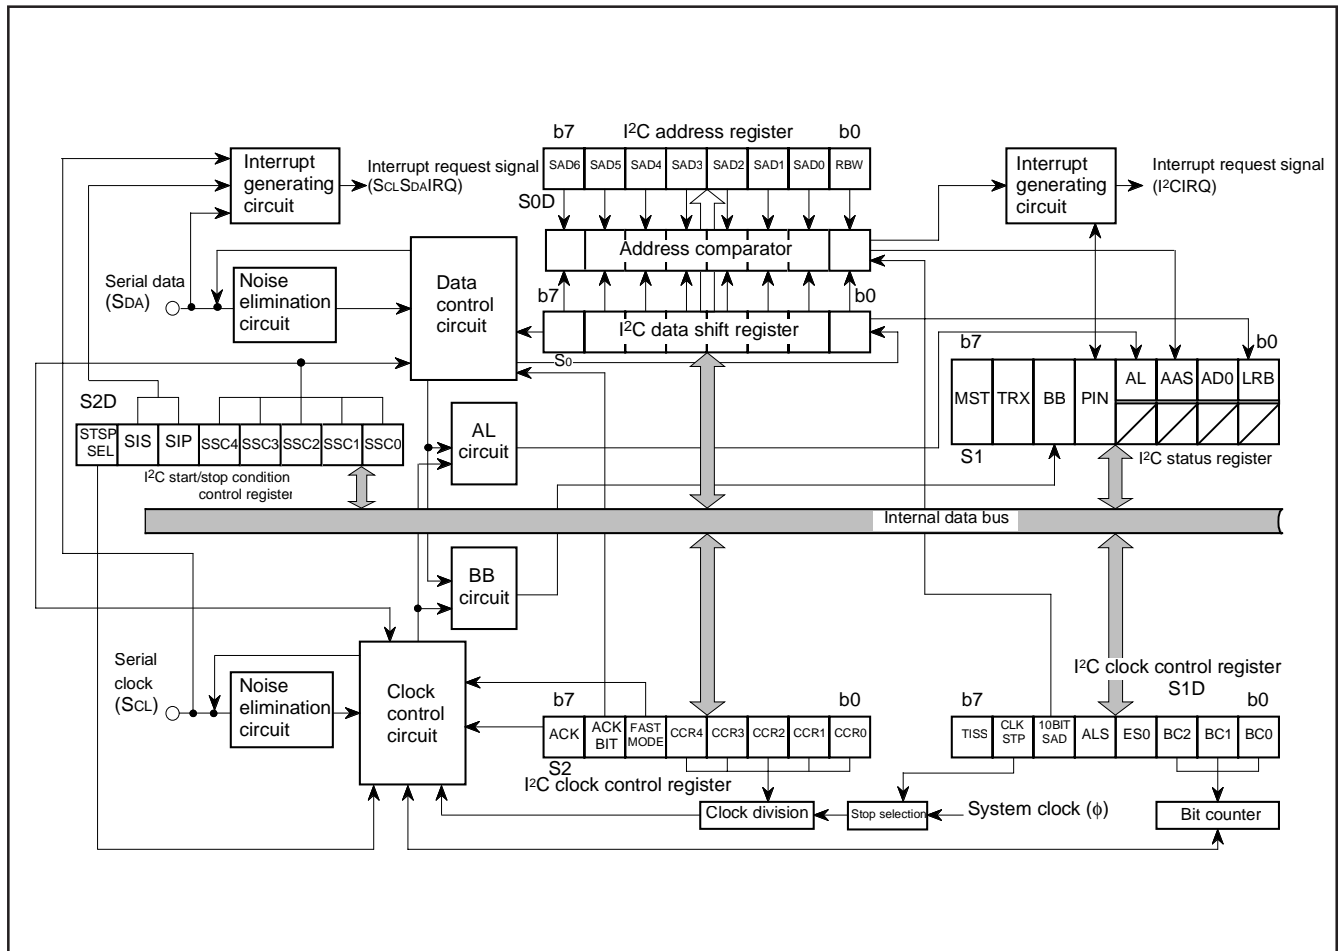 b7 I2C address register b0
Interrupt generating circuit
Interrupt request signal (SCLSDAIRQ)
SAD6 SAD5 SAD4 SAD3 SAD2 SAD1 SAD0 RBW
S0D
Interrupt generating circuit
Interrupt request signal (I2CIRQ)
Address comparator
Serial data (SDA)
Noise elimination circuit
Data control circuit
b7 b0
I2C data shift register
S0
b7 b0
MST TRX BB PIN AL AAS AD0 LRB
S1
I2C status register
S2D
STSP SEL SIS SIP SSC4 SSC3 SSC2 SSC1 SSC0
I2C start/stop condition control register
AL circuit
Internal data bus
BB circuit
Serial clock (SCL)
Noise elimination circuit
Clock control circuit
b7 b0
ACK ACK BIT FAST MODE CCR4 CCR3 CCR2 CCR1 CCR0
S2
I2C clock control register
I2C clock control register
S1D
b7 b0
TISS CLK STP 10BIT SAD ALS ES0 BC2 BC1 BC0
Clock division
Stop selection
System clock (ϕ)
Bit counter